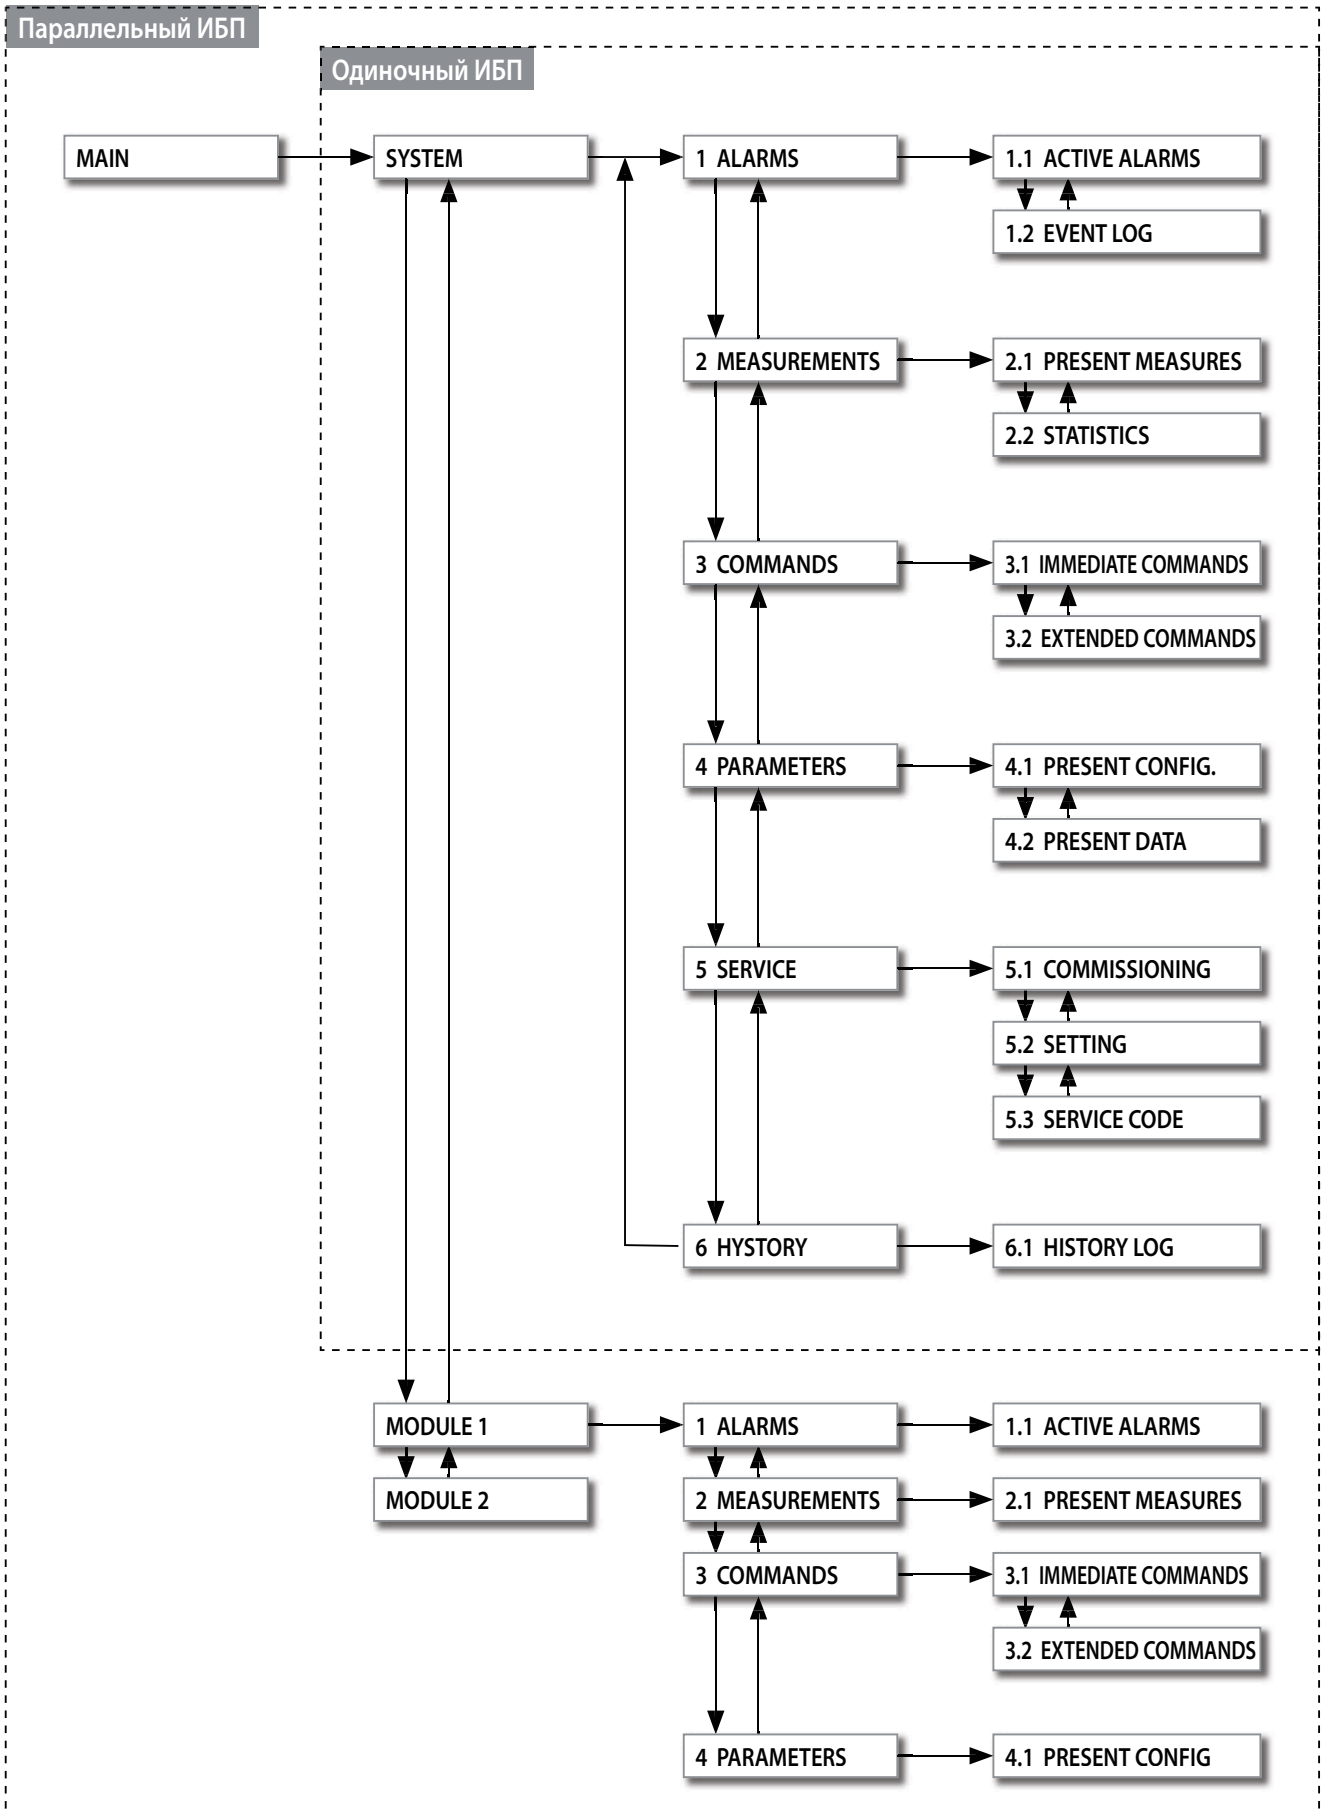 Параллельный ИБП
Одиночный ИБП
MAIN
SYSTEM
1 ALARMS
1.1 ACTIVE ALARMS
1.2 EVENT LOG
2 MEASUREMENTS
2.1 PRESENT MEASURES
2.2 STATISTICS
3 COMMANDS
3.1 IMMEDIATE COMMANDS
3.2 EXTENDED COMMANDS
4 PARAMETERS
4.1 PRESENT CONFIG.
4.2 PRESENT DATA
5 SERVICE
5.1 COMMISSIONING
5.2 SETTING
5.3 SERVICE CODE
6 HYSTORY
6.1 HISTORY LOG
MODULE 1
1 ALARMS
1.1 ACTIVE ALARMS
MODULE 2
2 MEASUREMENTS
2.1 PRESENT MEASURES
3 COMMANDS
3.1 IMMEDIATE COMMANDS
3.2 EXTENDED COMMANDS
4 PARAMETERS
4.1 PRESENT CONFIG